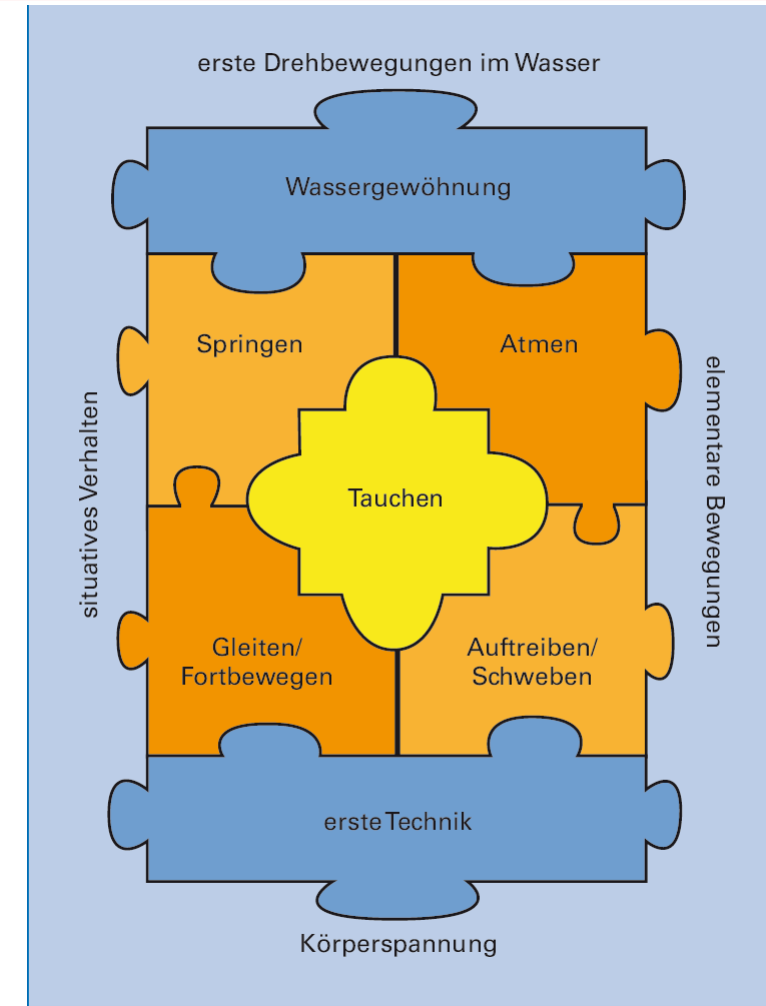 erste Drehbewegungen im Wasser
Wassergewöhnung
Springen
Atmen
situatives Verhalten
elementare Bewegungen
Tauchen
Gleiten/
Fortbewegen
Auftreiben/
Schweben
erste Technik
Körperspannung